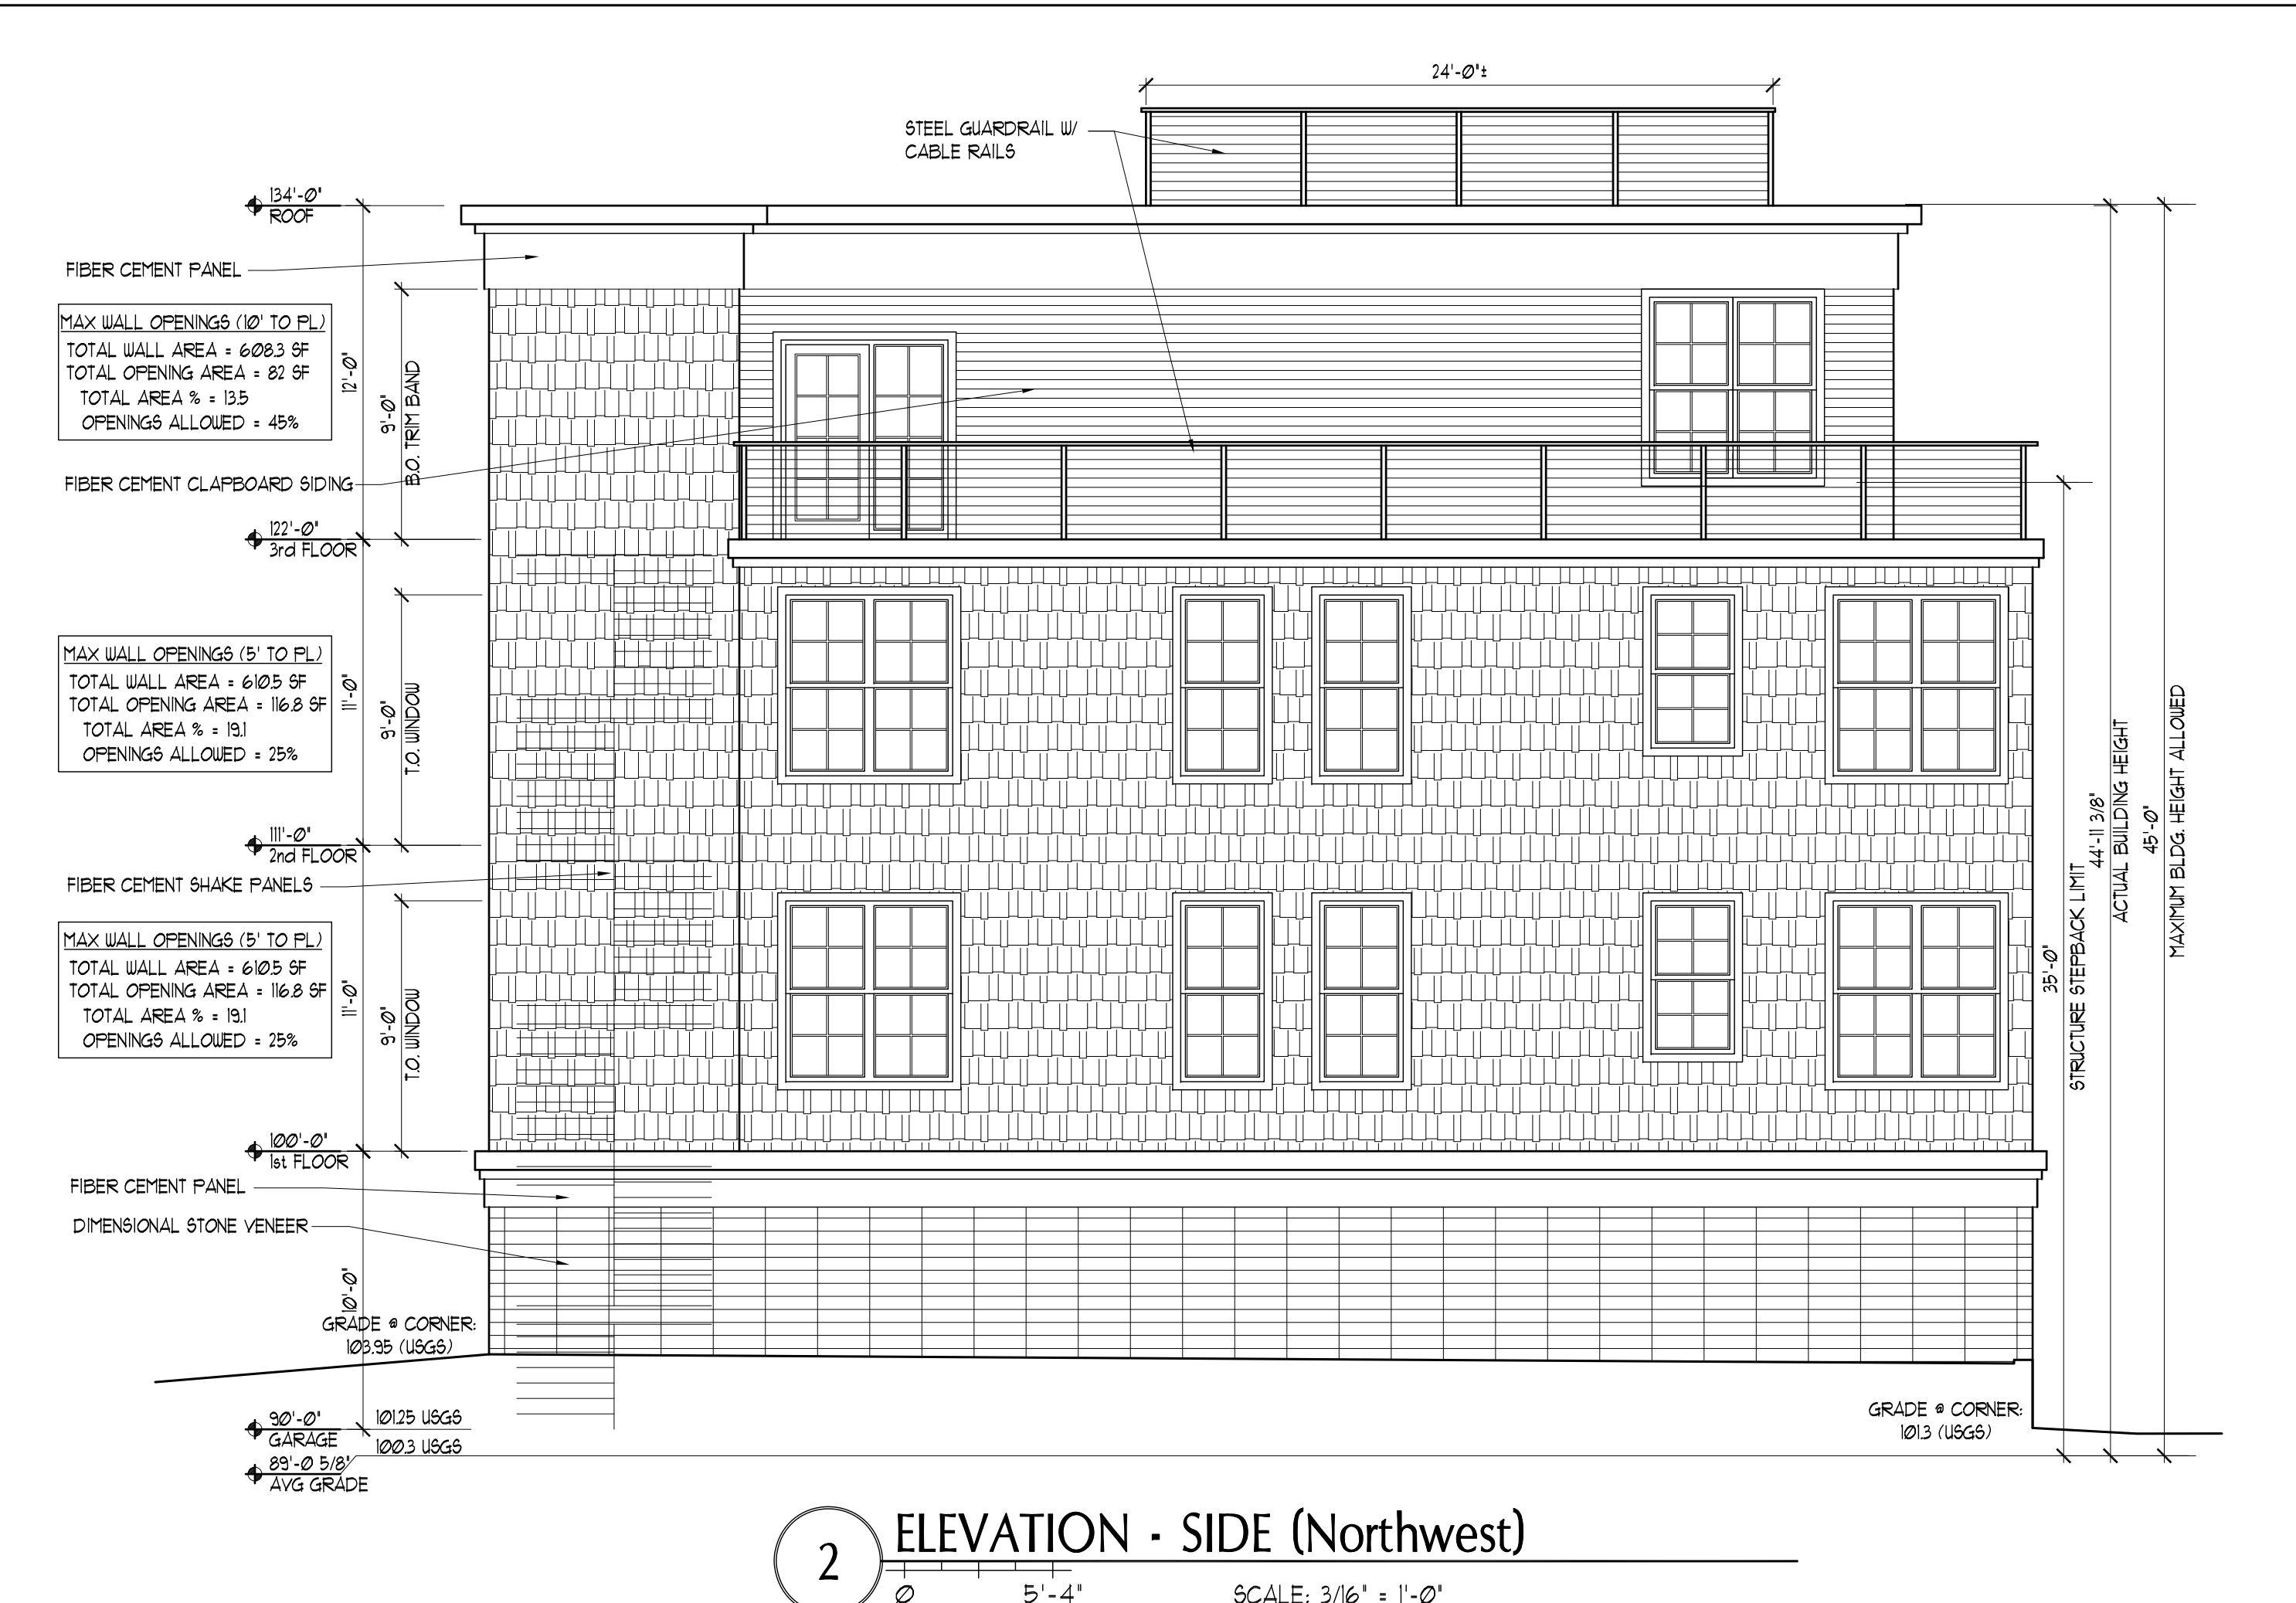 24'-0"±
STEEL GUARDRAIL W/
CABLE RAILS
134'-0"
ROOF
FIBER CEMENT PANEL
MAX WALL OPENINGS (10' TO PL)
TOTAL WALL AREA = 608.3 SF
TOTAL OPENING AREA = 82 SF
TOTAL AREA % = 13.5
OPENINGS ALLOWED = 45%
12'-0"
9'-0"
B.O. TRIM BAND
FIBER CEMENT CLAPBOARD SIDING
122'-0"
3rd FLOOR
MAX WALL OPENINGS (5' TO PL)
TOTAL WALL AREA = 610.5 SF
TOTAL OPENING AREA = 116.8 SF
TOTAL AREA % = 19.1
OPENINGS ALLOWED = 25%
11'-0"
9'-0"
T.O. WINDOW
111'-0"
2nd FLOOR
FIBER CEMENT SHAKE PANELS
MAX WALL OPENINGS (5' TO PL)
TOTAL WALL AREA = 610.5 SF
TOTAL OPENING AREA = 116.8 SF
TOTAL AREA % = 19.1
OPENINGS ALLOWED = 25%
11'-0"
9'-0"
T.O. WINDOW
100'-0"
1st FLOOR
FIBER CEMENT PANEL
DIMENSIONAL STONE VENEER
10'-0"
GRADE @ CORNER:
103.95 (USGS)
90'-0"
GARAGE
101.25 USGS
100.3 USGS
89'-0 5/8"
AVG GRADE
35'-0"
STRUCTURE STEPBACK LIMIT
44'-11 3/8"
ACTUAL BUILDING HEIGHT
45'-0"
MAXIMUM BLDG. HEIGHT ALLOWED
GRADE @ CORNER:
101.3 (USGS)
2
ELEVATION - SIDE (Northwest)
0 5'-4" SCALE: 3/16" = 1'-0"